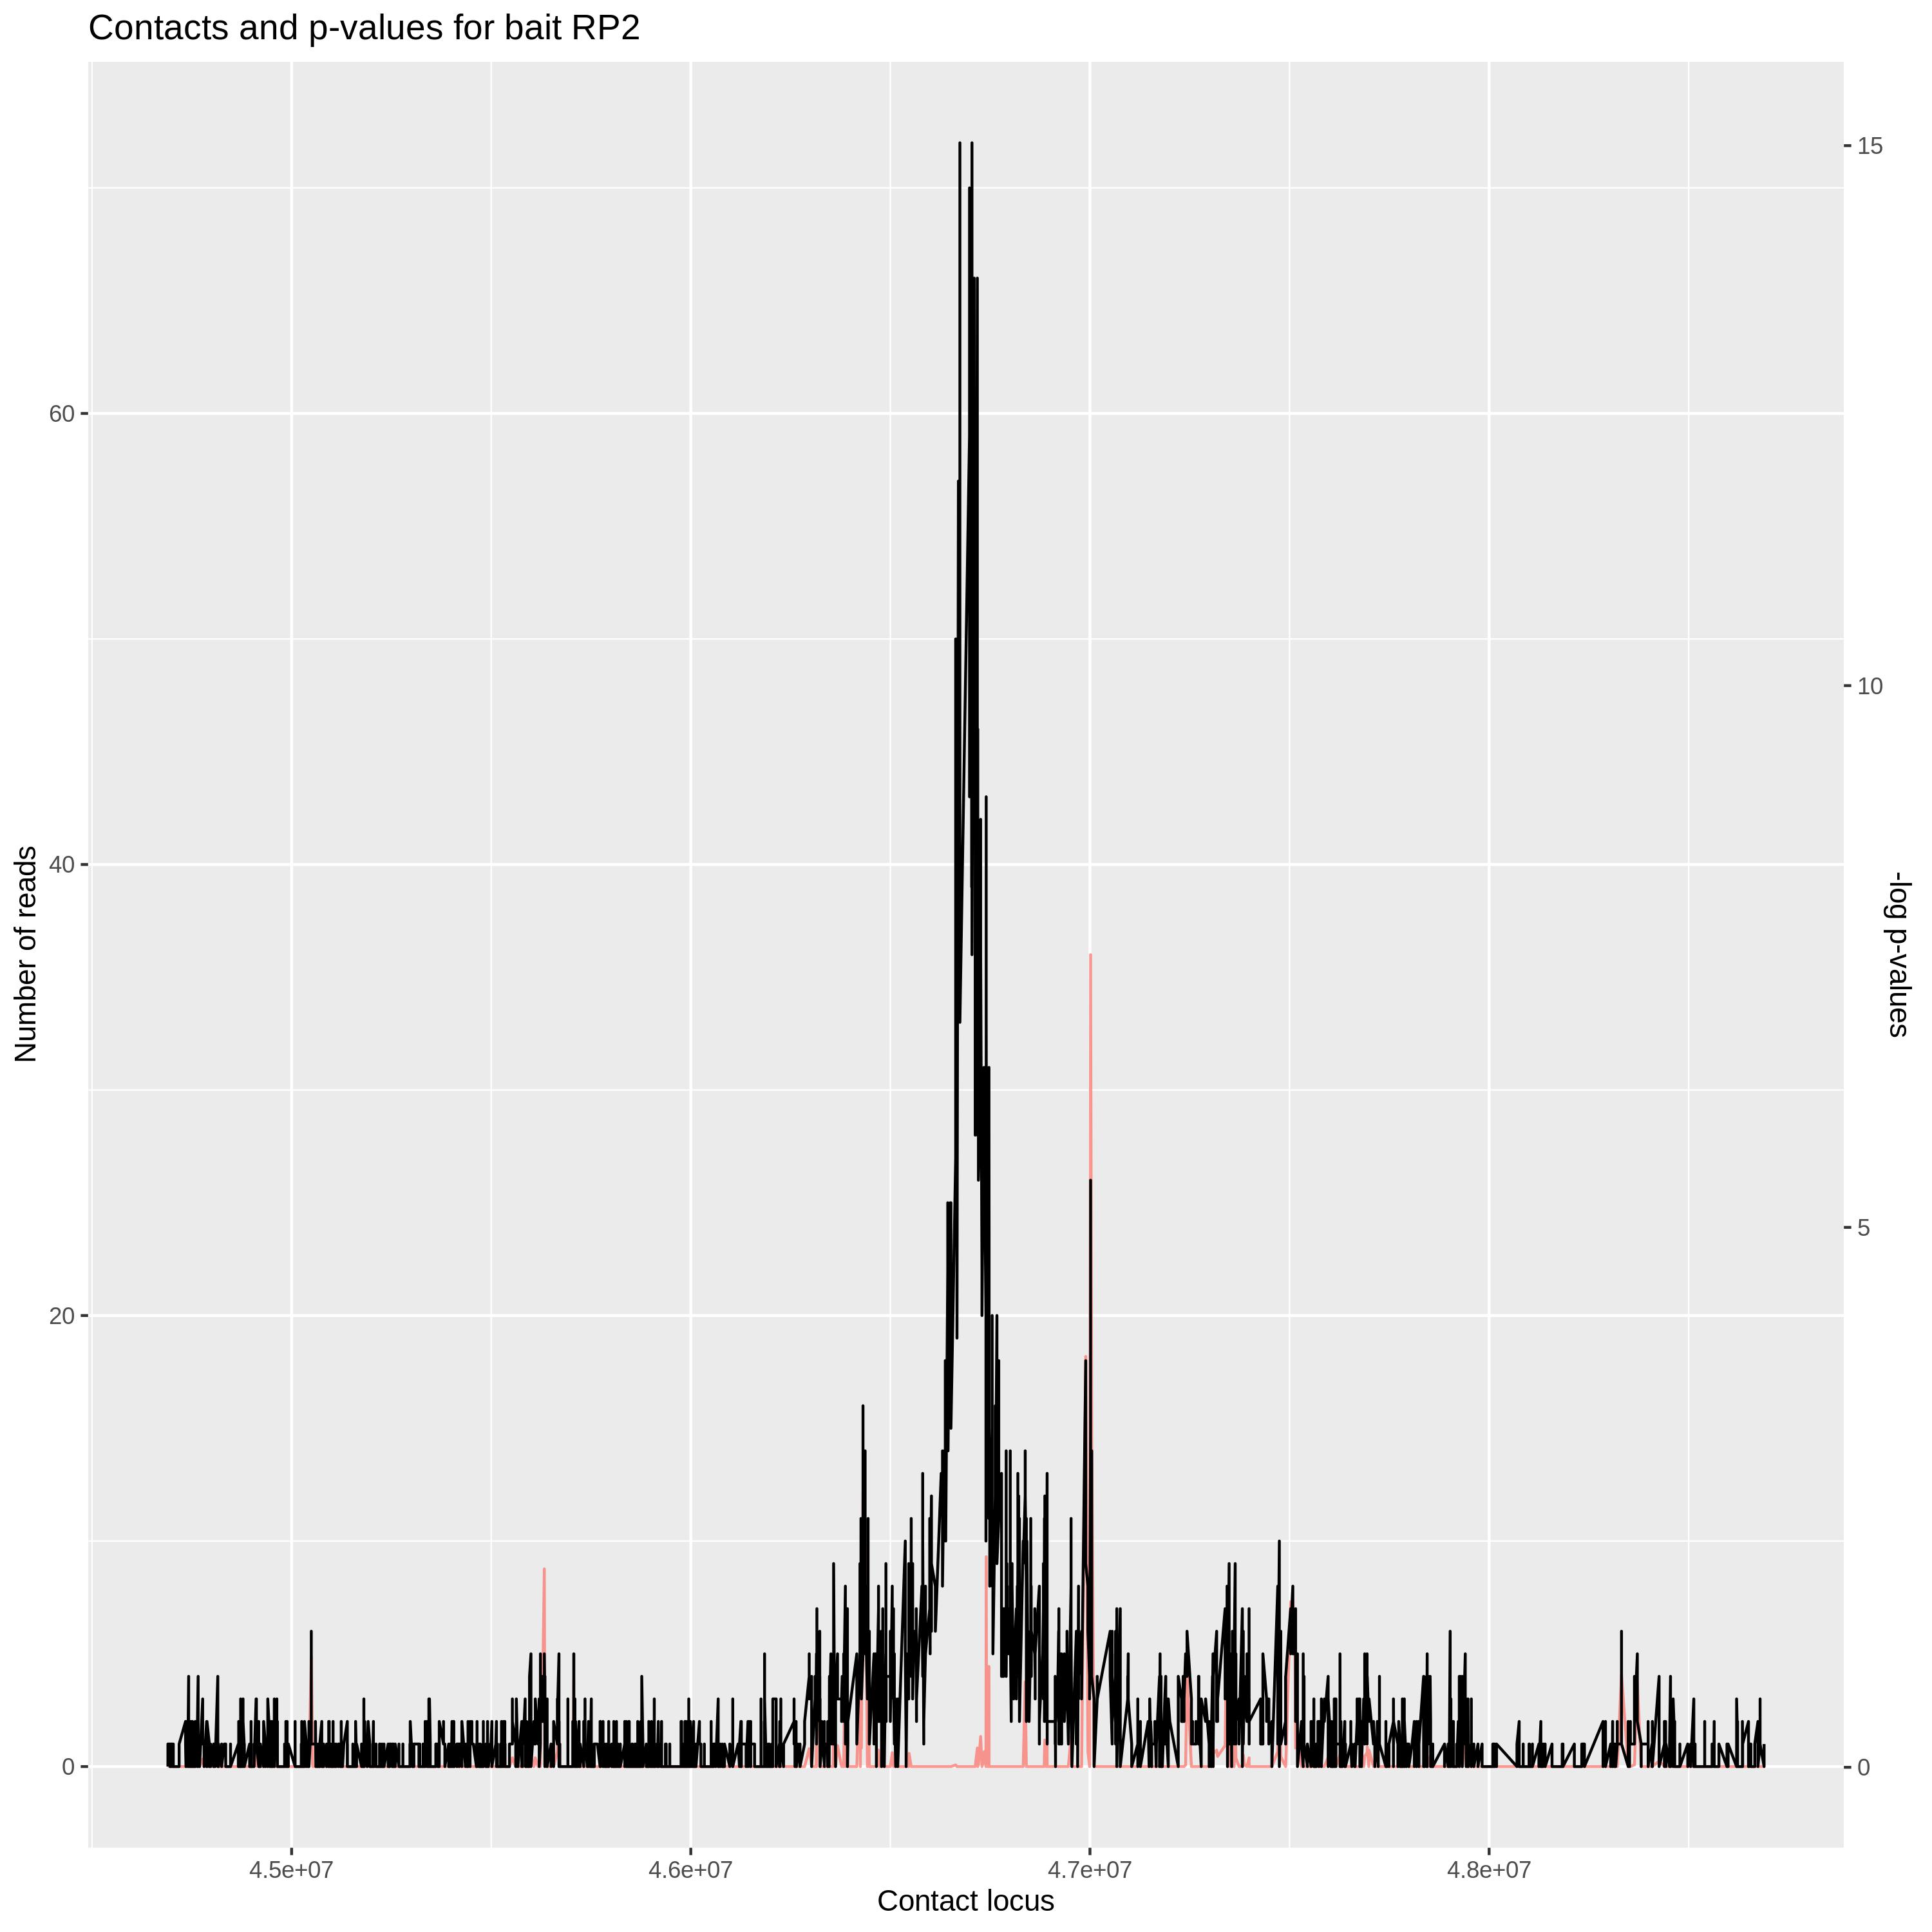 Contacts and p-values for bait RP2
60
40
20
0
15
10
5
0
Number of reads
-log p-values
4.5e+07
4.6e+07
4.7e+07
4.8e+07
Contact locus